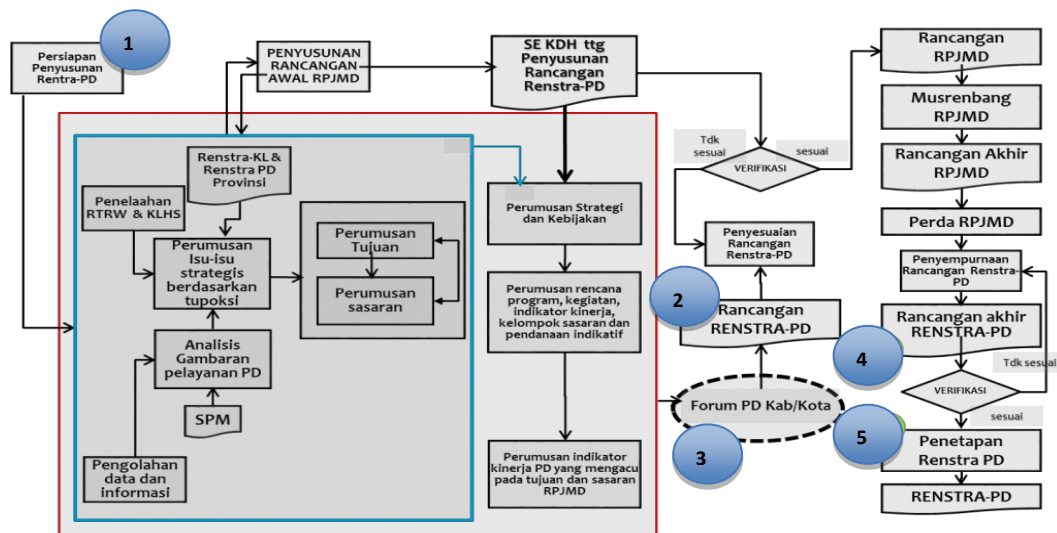 1
Persiapan
Penyusunan
Rentra-PD
PENYUSUNAN
RANCANGAN
AWAL RPJMD
SE KDH ttg
Penyusunan
Rancangan
Renstra-PD
Rancangan
RPJMD
Musrenbang
RPJMD
Tdk
sesuai
sesuai
VERIFIKASI
Rancangan Akhir
RPJMD
Renstra-KL &
Renstra PD
Provinsi
Penelaahan
RTRW & KLHS
Perumusan Strategi
dan Kebijakan
Perda RPJMD
Perumusan
Isu-isu
strategis
berdasarkan
tupoksi
Perumusan
Tujuan
Perumusan
sasaran
Penyesuaian
Rancangan
Renstra-PD
Penyempurnaan
Rancangan Renstra-
PD
Perumusan rencana
program, kegiatan,
indikator kinerja,
kelompok sasaran dan
pendanaan indikatif
2
Rancangan
RENSTRA-PD
Rancangan akhir
RENSTRA-PD
4
Analisis
Gambaran
pelayanan PD
Tdk sesuai
VERIFIKASI
SPM
Forum PD Kab/Kota
3
sesuai
5
Penetapan
Renstra PD
Pengolahan
data dan
informasi
Perumusan indikator
kinerja PD yang mengacu
pada tujuan dan sasaran
RPJMD
RENSTRA-PD